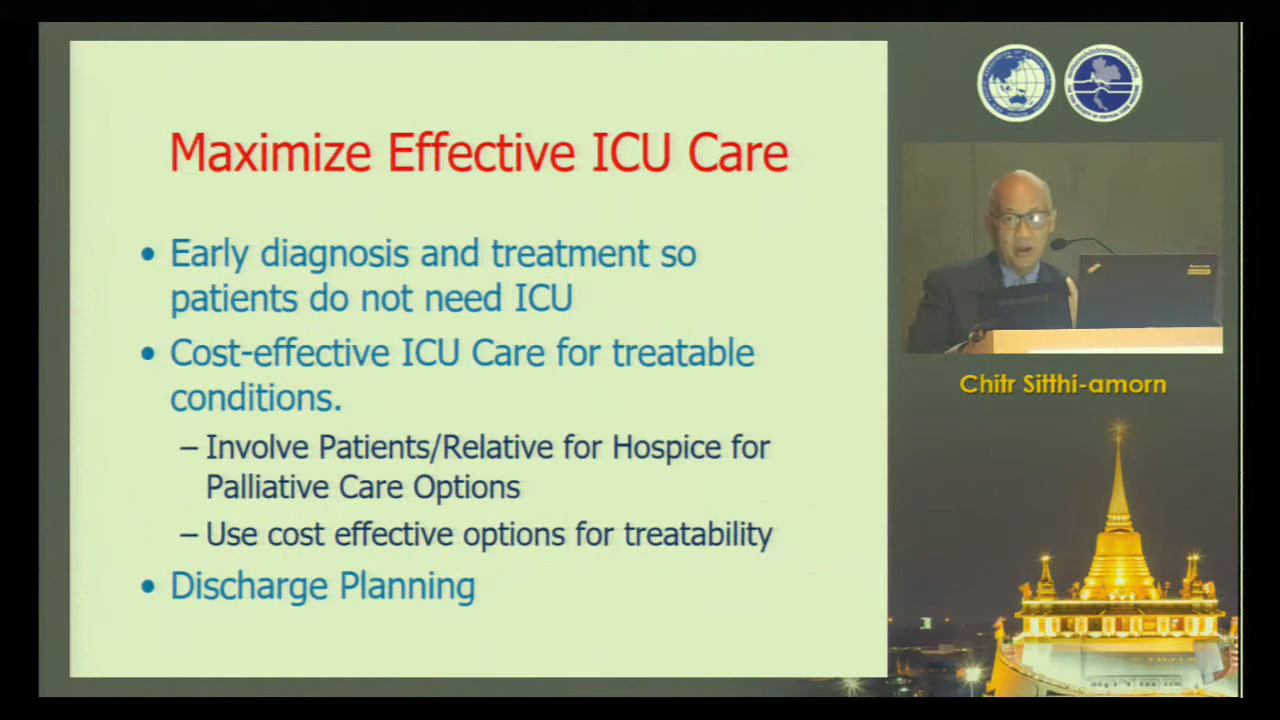 Maximize Effective ICU Care
• Early diagnosis and treatment so
patients do not need ICU
• Cost-effective ICU Care for treatable
conditions.
– Involve Patients/Relative for Hospice for
Palliative Care Options
– Use cost effective options for treatability
• Discharge Planning
Chitr Sitthi-amorn